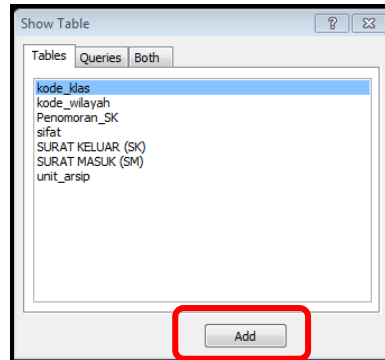 Show Table
Tables Queries Both
kode_klas
kode_wilayah
Penomoran_SK
sifat
SURAT KELUAR (SK)
SURAT MASUK (SM)
unit_arsip
Add